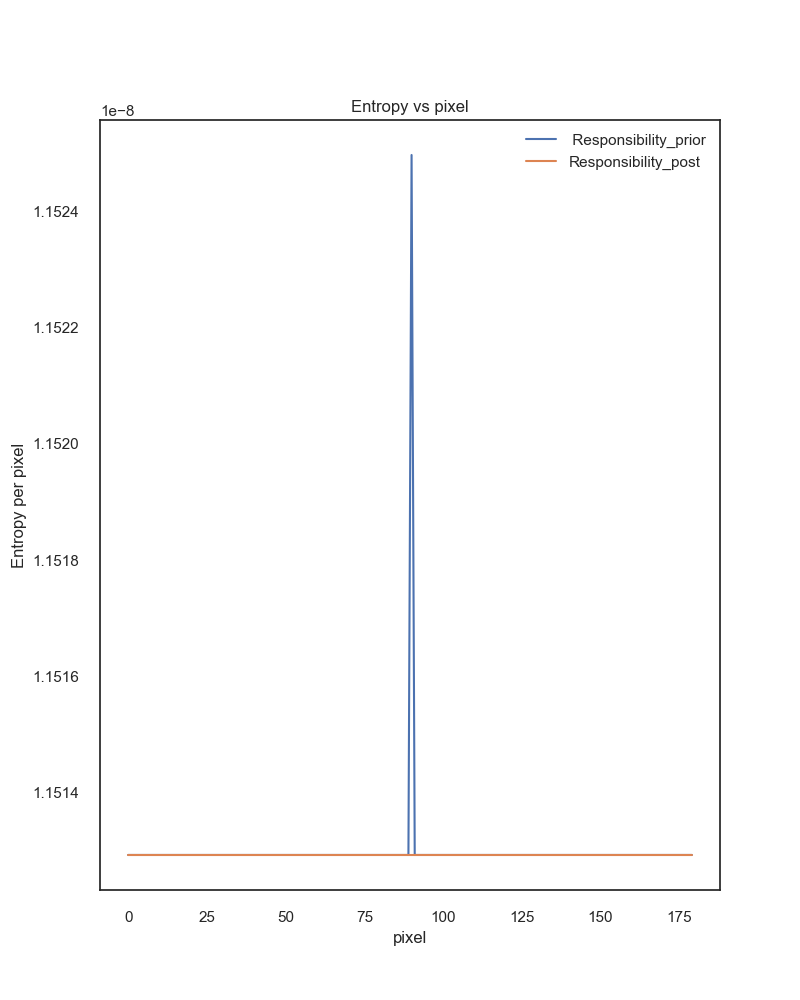 Entropy vs pixel
1e−8
Responsibility_prior
Responsibility_post
1.1524
1.1522
1.1520
1.1518
1.1516
1.1514
Entropy per pixel
0 25 50 75 100 125 150 175
pixel